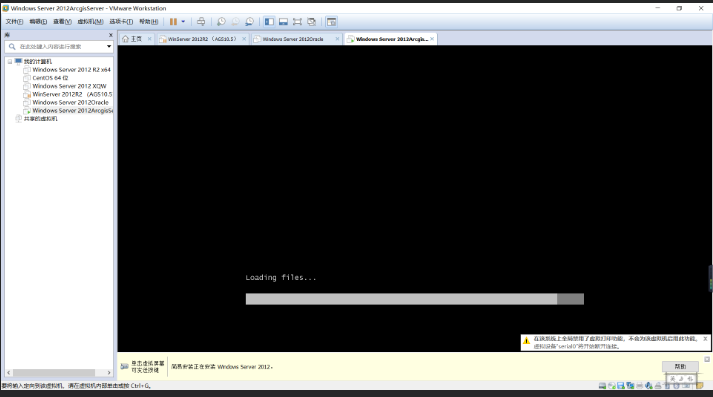 Windows Server 2012ArcgisServer - VMware Workstation
文件(F) 编辑(E) 查看(V) 虚拟机(M) 选项卡(T) 帮助(H)
在此处键入内容进行搜索
主页
WinServer 2012R2 （AGS10.5）
Windows Server 2012Oracle
Windows Server 2012Arcgis...
我的计算机
Windows Server 2012 R2 x64
CentOS 64 位
Windows Server 2012 XQW
WinServer 2012R2 （AGS10.5
Windows Server 2012Oracle
Windows Server 2012ArcgisSe
共享的虚拟机
Loading files...
在该系统上全局禁用了虚拟打印功能，不会为该虚拟机启用此功能。
虚拟设备"serial0"将开始断开连接。
单击虚拟屏幕
可发送按键
简易安装正在安装 Windows Server 2012。
帮助
要将输入定向到该虚拟机，请在虚拟机内部单击或按 Ctrl+G。